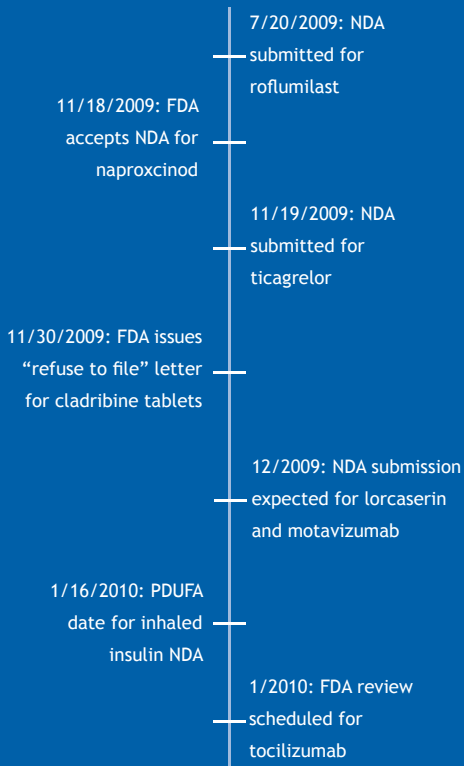 7/20/2009: NDA
submitted for
roflumilast
11/18/2009: FDA
accepts NDA for
naproxcinod
11/19/2009: NDA
submitted for
ticagrelor
11/30/2009: FDA issues
“refuse to file” letter
for cladribine tablets
12/2009: NDA submission
expected for lorcaserin
and motavizumab
1/16/2010: PDUFA
date for inhaled
insulin NDA
1/2010: FDA review
scheduled for
tocilizumab